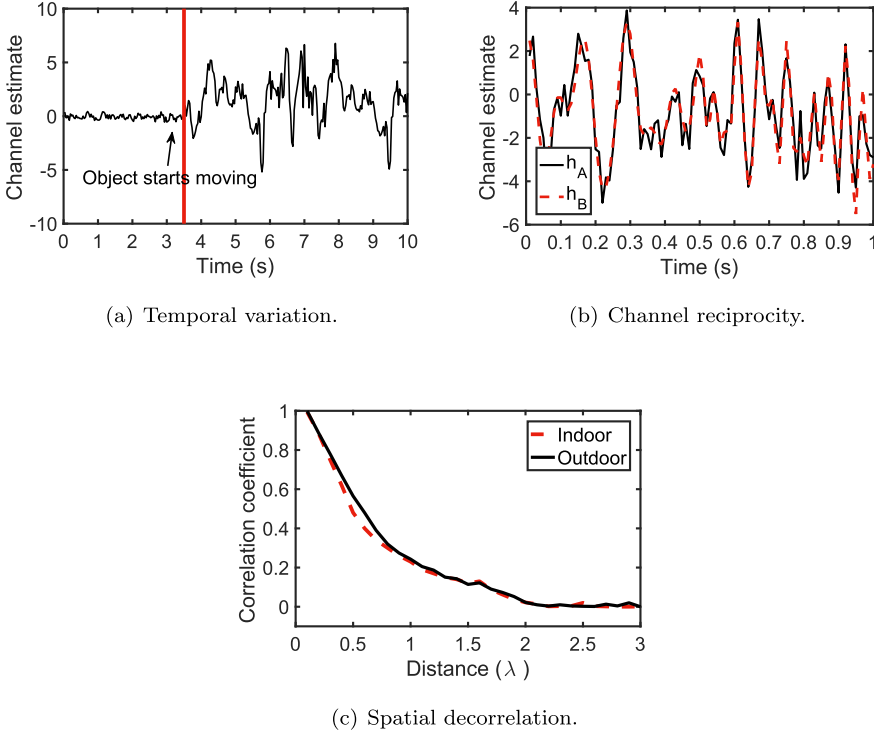 10
5
0
-5
-10
Channel estimate
Object starts moving
0 1 2 3 4 5 6 7 8 9 10
Time (s)
(a) Temporal variation.
4
2
0
-2
-4
-6
Channel estimate
h_A
h_B
0 0.1 0.2 0.3 0.4 0.5 0.6 0.7 0.8 0.9 1
Time (s)
(b) Channel reciprocity.
1
0.8
0.6
0.4
0.2
0
Correlation coefficient
Indoor
Outdoor
0 0.5 1 1.5 2 2.5 3
Distance (λ )
(c) Spatial decorrelation.